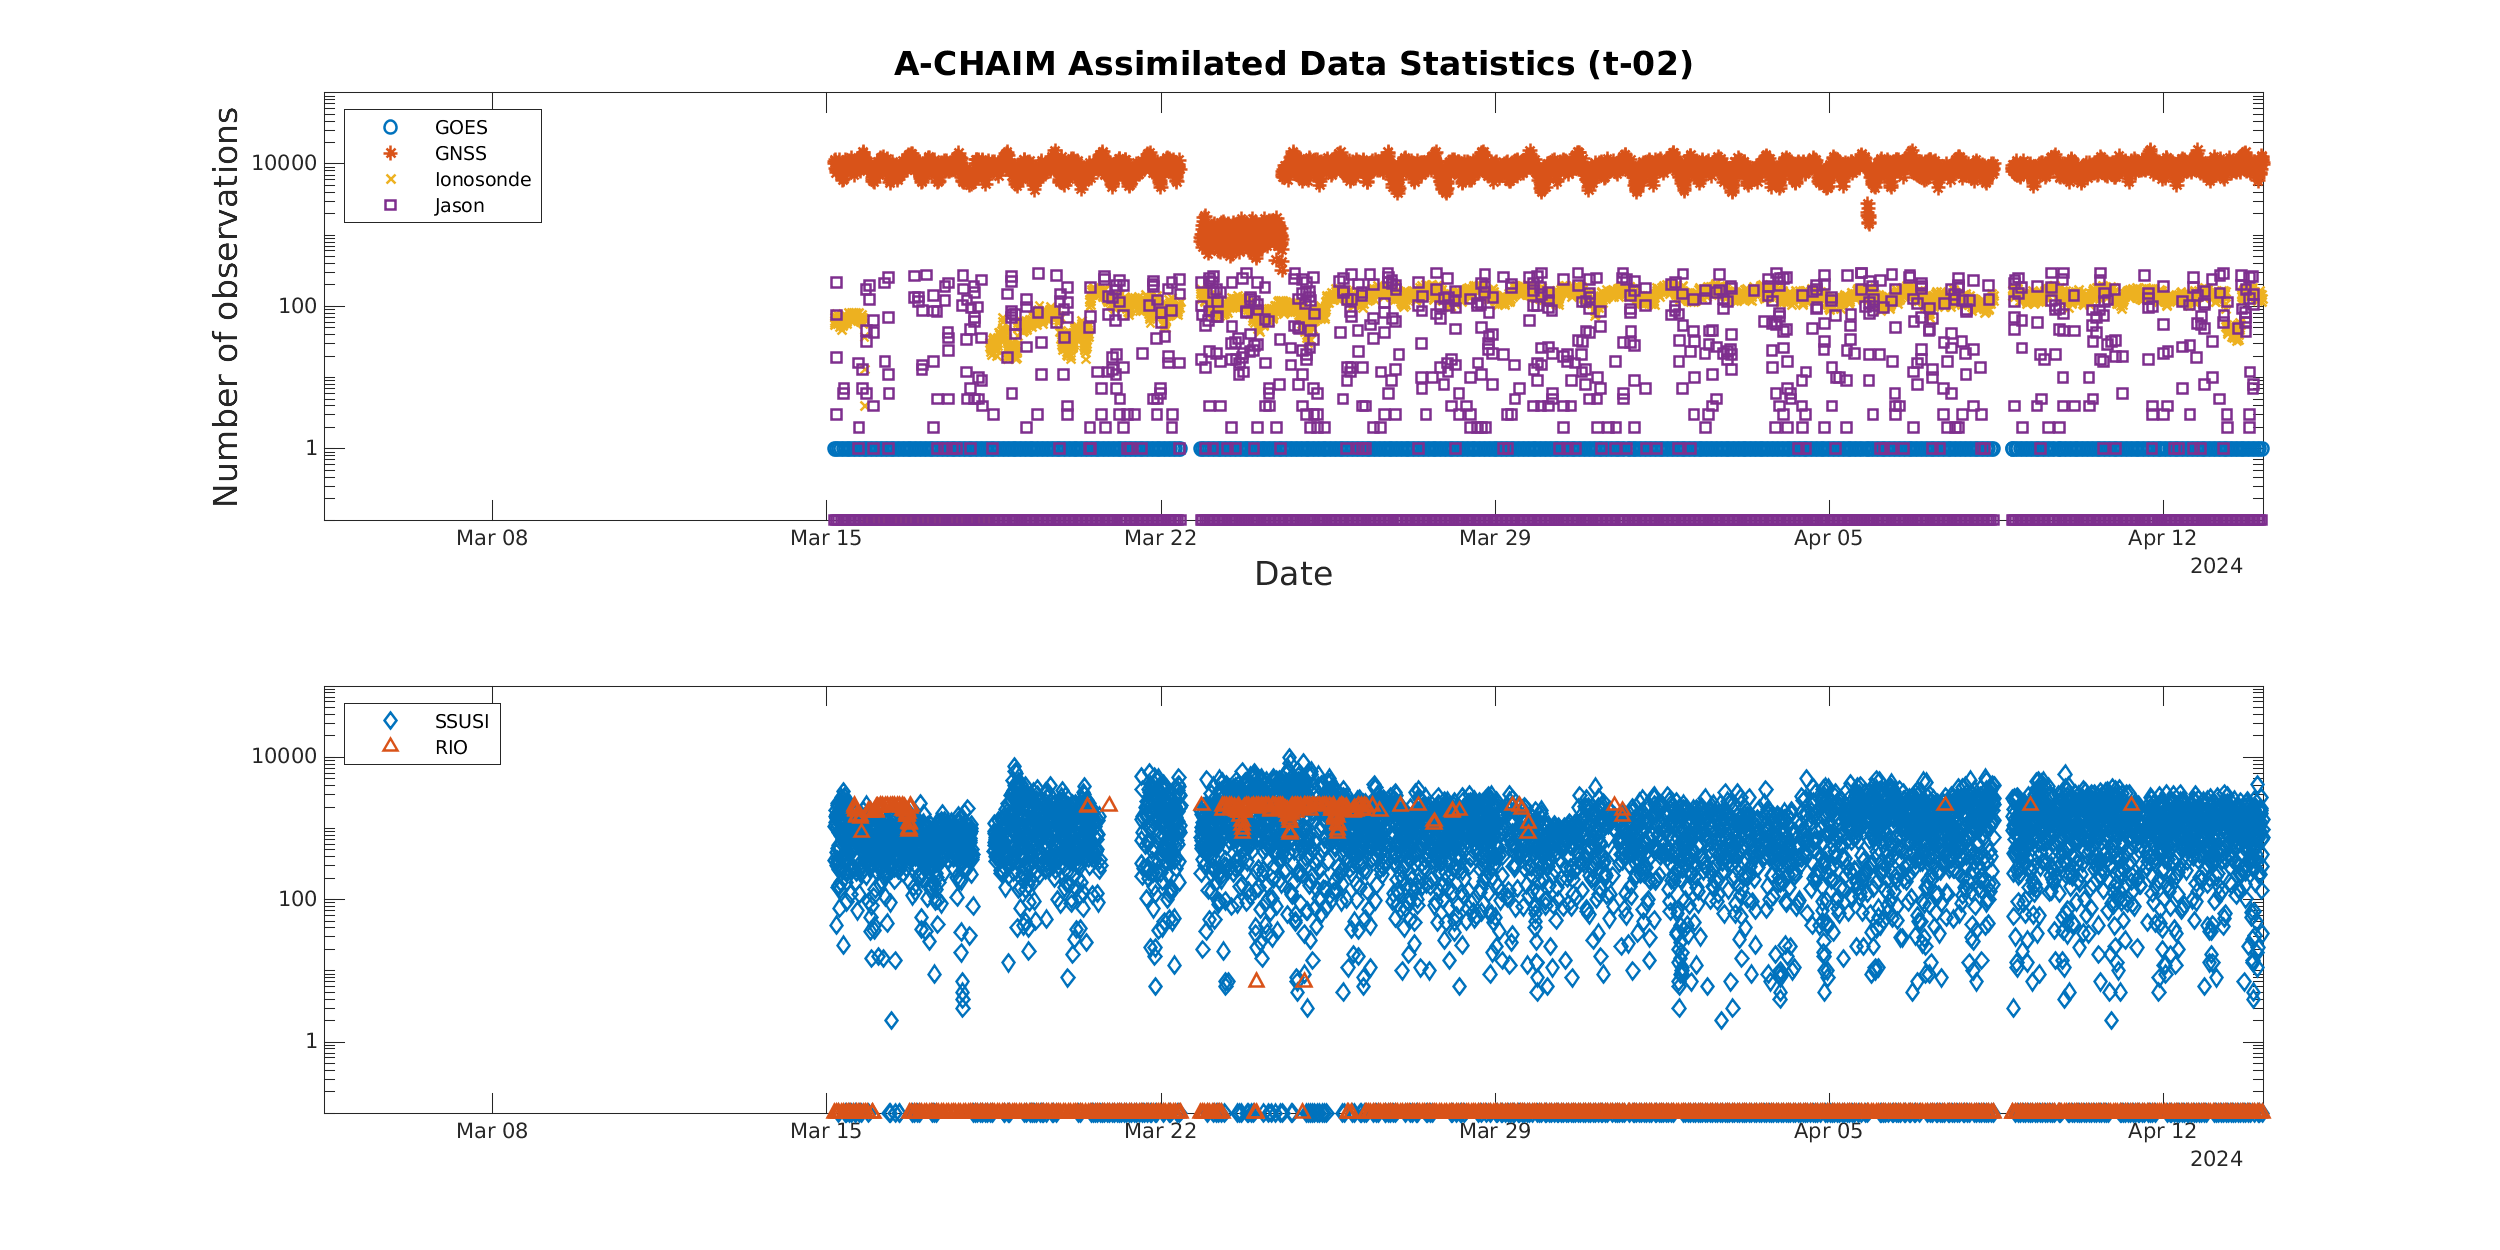 A-CHAIM Assimilated Data Statistics (t-02)
Number of observations
10000
100
1
GOES
GNSS
Ionosonde
Jason
Mar 08
Mar 15
Mar 22
Mar 29
Apr 05
Apr 12
2024
Date
10000
100
1
SSUSI
RIO
Mar 08
Mar 15
Mar 22
Mar 29
Apr 05
Apr 12
2024